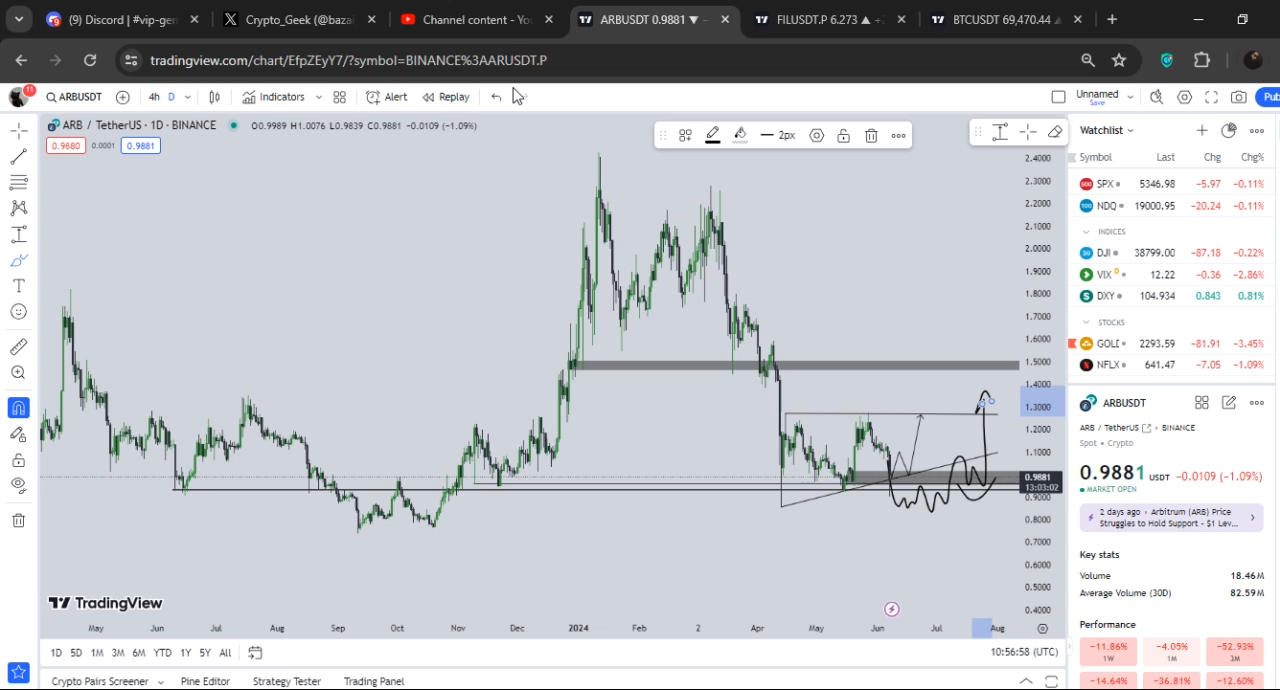 (9) Discord | #vip-gen
Crypto_Geek (@bazai
Channel content - Yo
ARBUSDT 0.9881 ▼ -
FILUSDT.P 6.273 ▲ +2
BTCUSDT 69,470.44
tradingview.com/chart/EfpZEyY7/?symbol=BINANCE%3AARUSDT.P
11 ARBUSDT 4h D Indicators Alert Replay Unnamed Save Pub
ARB / TetherUS · 1D · BINANCE O0.9989 H1.0076 L0.9839 C0.9881 -0.0109 (-1.09%)
0.9880 0.0001 0.9881
2px
2.4000
2.3000
2.2000
2.1000
2.0000
1.9000
1.8000
1.7000
1.6000
1.5000
1.4000
1.3000
1.2000
1.1000
0.9881
13:03:02
0.9000
0.8000
0.7000
0.6000
0.5000
0.4000
TradingView
May Jun Jul Aug Sep Oct Nov Dec 2024 Feb 2 Apr May Jun Jul Aug
1D 5D 1M 3M 6M YTD 1Y 5Y All
10:56:58 (UTC)
Crypto Pairs Screener Pine Editor Strategy Tester Trading Panel
Watchlist
Symbol Last Chg Chg%
500 SPX 5346.98 -5.97 -0.11%
100 NDQ 19000.95 -20.24 -0.11%
INDICES
30 DJI 38799.00 -87.18 -0.22%
VIX D 12.22 -0.36 -2.86%
$ DXY 104.934 0.843 0.81%
STOCKS
GOLD 2293.59 -81.91 -3.45%
N NFLX 641.47 -7.05 -1.09%
ARBUSDT
ARB / TetherUS · BINANCE
Spot • Crypto
0.9881 USDT -0.0109 (-1.09%)
MARKET OPEN
2 days ago • Arbitrum (ARB) Price
Struggles to Hold Support - $1 Lev...
Key stats
Volume 18.46M
Average Volume (30D) 82.59M
Performance
-11.86% -4.05% -52.93%
1W 1M 3M
-14.64% -36.81% -12.60%